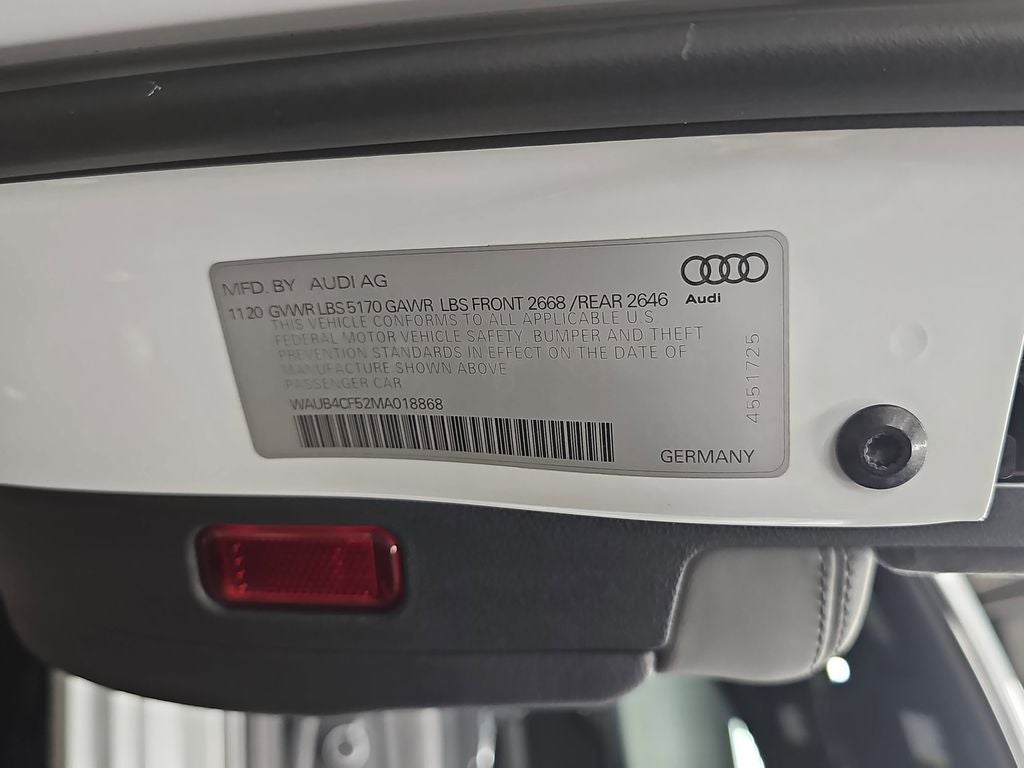 MFD. BY AUDI AG
Audi
11 20 GVWR LBS 5170 GAWR LBS FRONT 2668 /REAR 2646
THIS VEHICLE CONFORMS TO ALL APPLICABLE U.S.
FEDERAL MOTOR VEHICLE SAFETY, BUMPER AND THEFT
PREVENTION STANDARDS IN EFFECT ON THE DATE OF
MANUFACTURE SHOWN ABOVE
PASSENGER CAR
WAUB4CF52MA018868
4551725
GERMANY